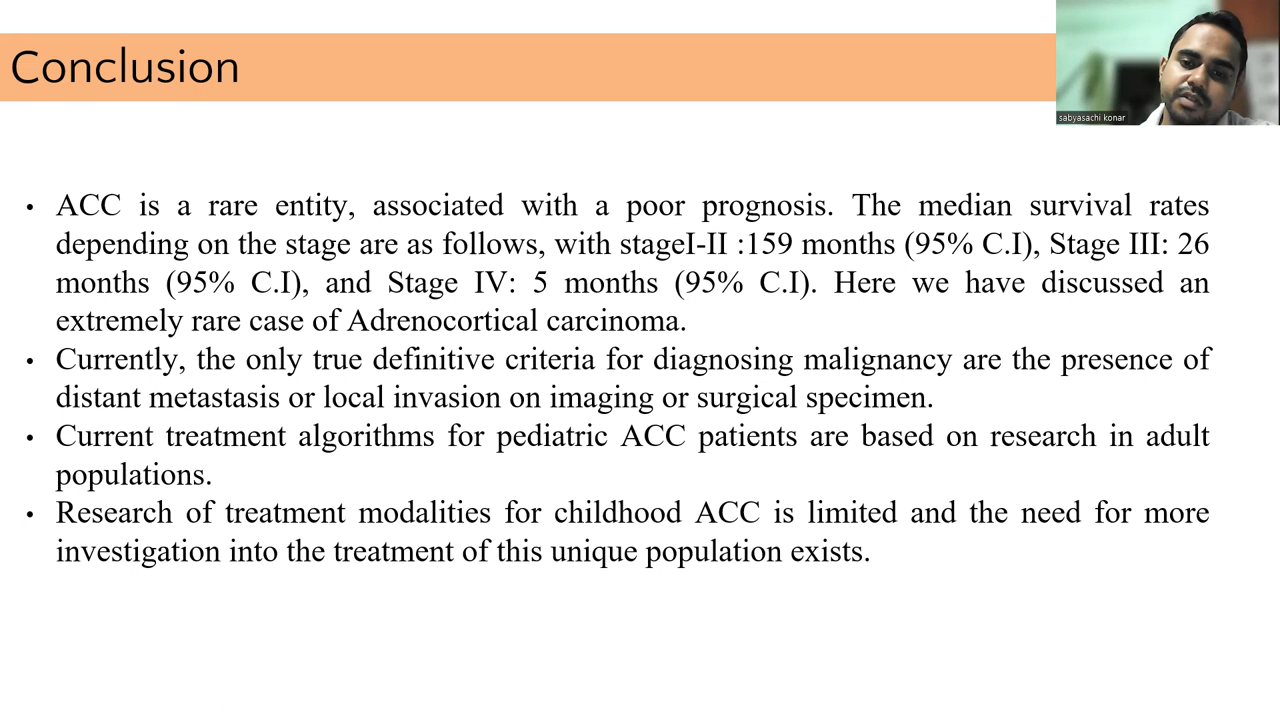 Conclusion
sabyasachi konar
• ACC is a rare entity, associated with a poor prognosis. The median survival rates
depending on the stage are as follows, with stageI-II :159 months (95% C.I), Stage III: 26
months (95% C.I), and Stage IV: 5 months (95% C.I). Here we have discussed an
extremely rare case of Adrenocortical carcinoma.
• Currently, the only true definitive criteria for diagnosing malignancy are the presence of
distant metastasis or local invasion on imaging or surgical specimen.
• Current treatment algorithms for pediatric ACC patients are based on research in adult
populations.
• Research of treatment modalities for childhood ACC is limited and the need for more
investigation into the treatment of this unique population exists.